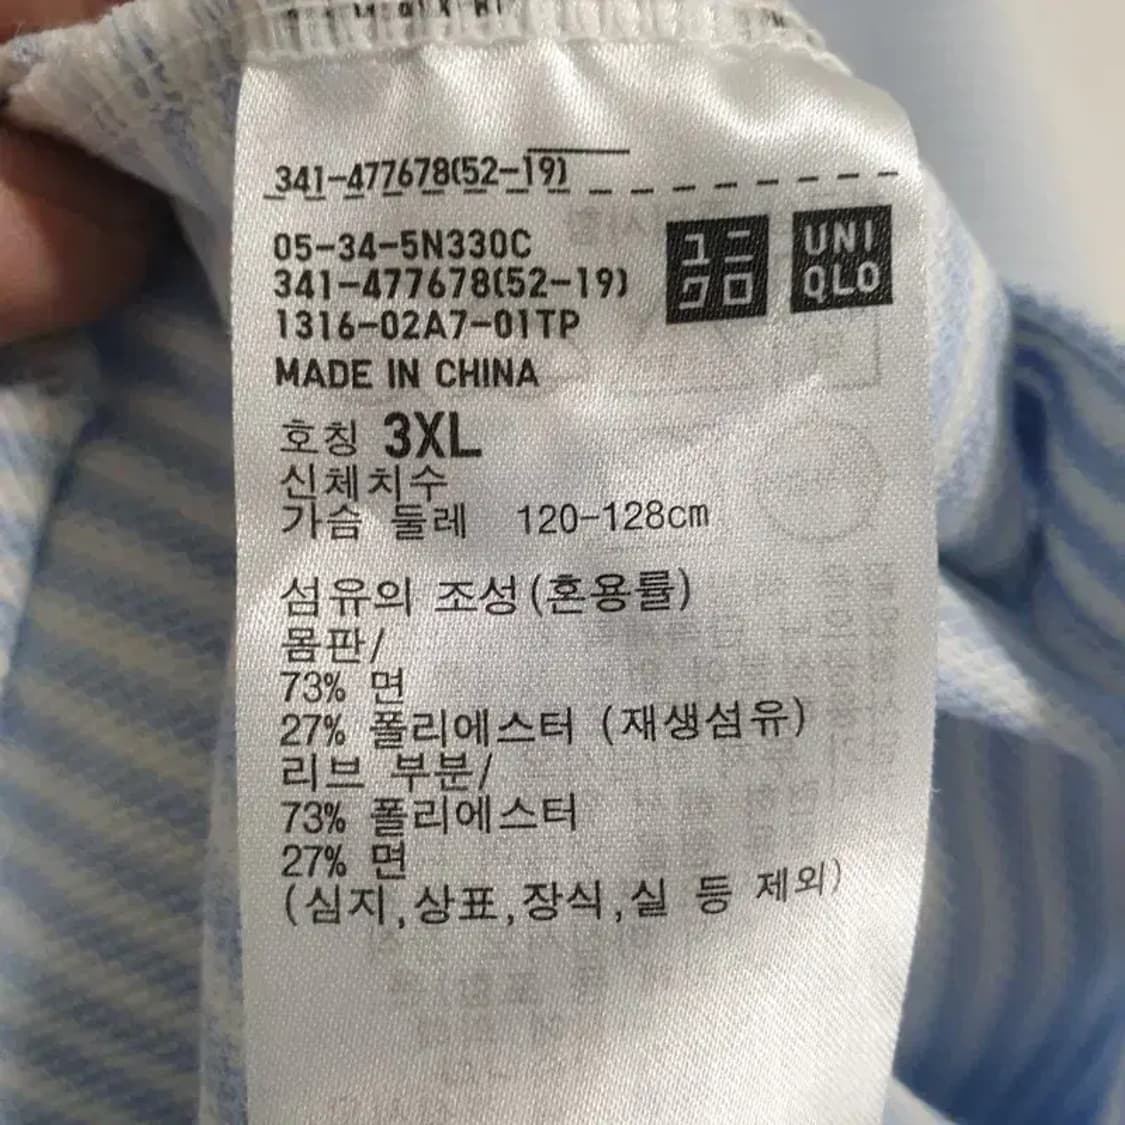 341-477678(52-19)
05-34-5N330C
341-477678(52-19)
1316-02A7-01TP
ユニ
クロ
UNI
QLO
MADE IN CHINA
호칭 3XL
신체치수
가슴 둘레 120-128cm
섬유의 조성(혼용률)
몸판/
73% 면
27% 폴리에스터 (재생섬유)
리브 부분/
73% 폴리에스터
27% 면
(심지,상표,장식,실 등 제외)